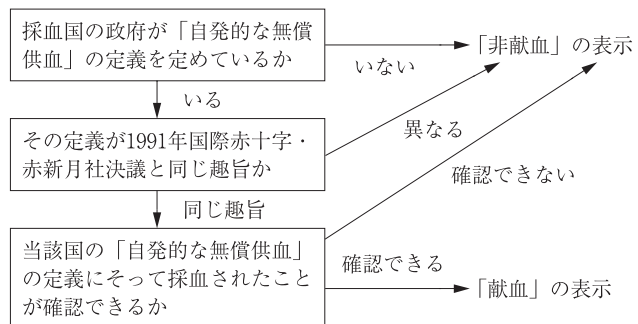 採血国の政府が「自発的な無償
供血」の定義を定めているか
いない
「非献血」の表示
いる
その定義が1991年国際赤十字・
赤新月社決議と同じ趣旨か
異なる
同じ趣旨
確認できない
当該国の「自発的な無償供血」
の定義にそって採血されたこと
が確認できるか
確認できる
「献血」の表示